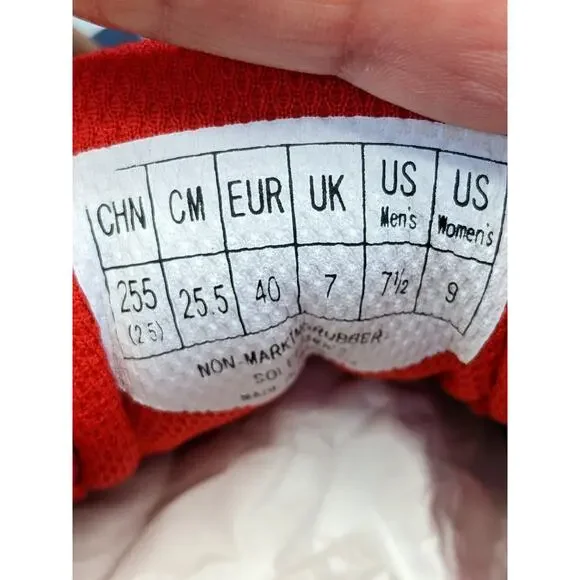 CHN CM EUR UK US Men's US Women's
255 (2.5) 25.5 40 7 7½ 9
NON-MARKING RUBBER
SOLE